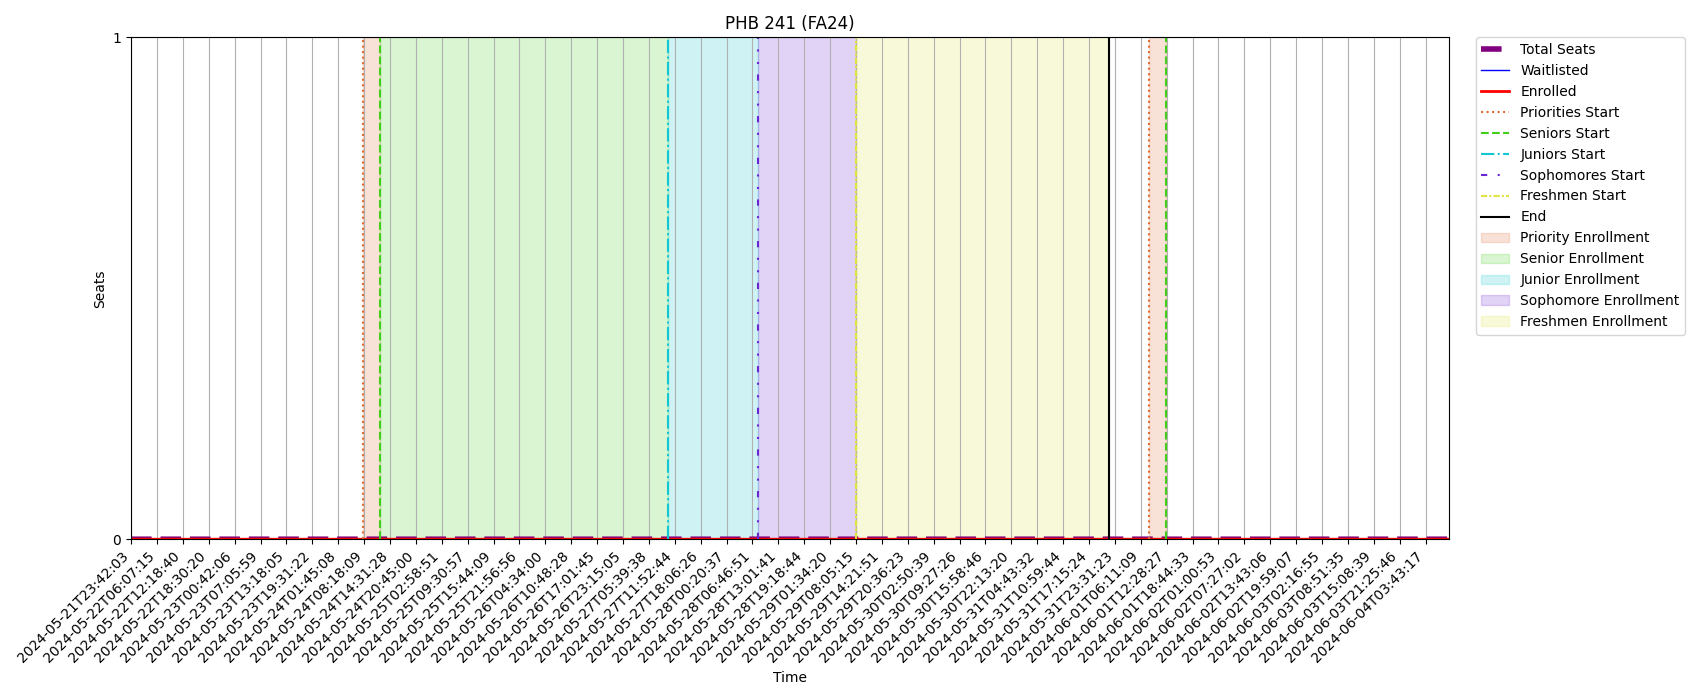 PHB 241 (FA24)
1
0
Seats
2024-05-21T23:42:03
2024-05-22T06:07:15
2024-05-22T12:18:40
2024-05-22T18:30:20
2024-05-23T00:42:06
2024-05-23T07:05:59
2024-05-23T13:18:05
2024-05-23T19:31:22
2024-05-24T01:45:08
2024-05-24T08:18:09
2024-05-24T14:31:28
2024-05-24T20:45:00
2024-05-25T02:58:51
2024-05-25T09:30:57
2024-05-25T15:44:09
2024-05-25T21:56:56
2024-05-26T04:34:00
2024-05-26T10:48:28
2024-05-26T17:01:45
2024-05-26T23:15:05
2024-05-27T05:39:38
2024-05-27T11:52:44
2024-05-27T18:06:26
2024-05-28T00:20:37
2024-05-28T06:46:51
2024-05-28T13:01:41
2024-05-28T19:18:44
2024-05-29T01:34:20
2024-05-29T08:05:15
2024-05-29T14:21:51
2024-05-29T20:36:23
2024-05-30T02:50:39
2024-05-30T09:27:26
2024-05-30T15:58:46
2024-05-30T22:13:20
2024-05-31T04:43:32
2024-05-31T10:59:44
2024-05-31T17:15:24
2024-05-31T23:31:23
2024-06-01T06:11:09
2024-06-01T12:28:27
2024-06-01T18:44:33
2024-06-02T01:00:53
2024-06-02T07:27:02
2024-06-02T13:43:06
2024-06-02T19:59:07
2024-06-03T02:16:55
2024-06-03T08:51:35
2024-06-03T15:08:39
2024-06-03T21:25:46
2024-06-04T03:43:17
Time
Total Seats
Waitlisted
Enrolled
Priorities Start
Seniors Start
Juniors Start
Sophomores Start
Freshmen Start
End
Priority Enrollment
Senior Enrollment
Junior Enrollment
Sophomore Enrollment
Freshmen Enrollment